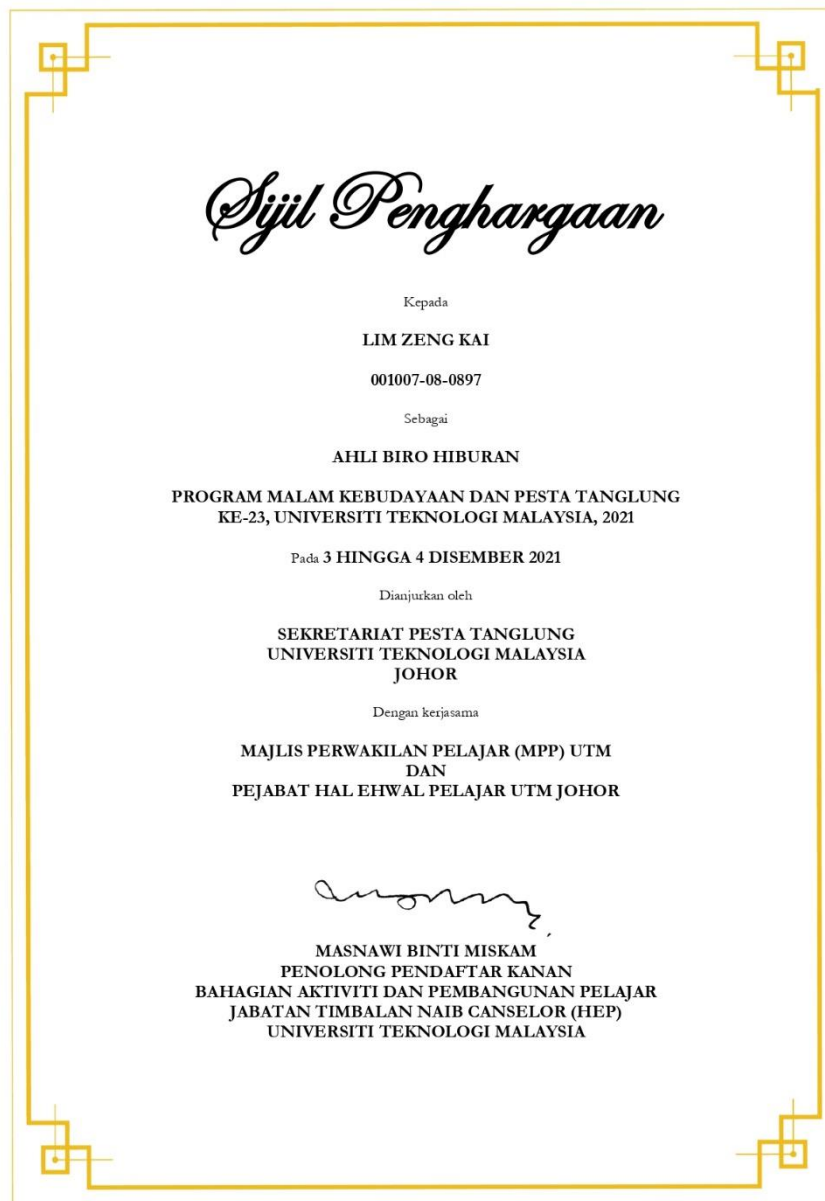 Sijil Penghargaan
Kepada
LIM ZENG KAI
001007-08-0897
Sebagai
AHLI BIRO HIBURAN
PROGRAM MALAM KEBUDAYAAN DAN PESTA TANGLUNG
KE-23, UNIVERSITI TEKNOLOGI MALAYSIA, 2021
Pada 3 HINGGA 4 DISEMBER 2021
Dianjurkan oleh
SEKRETARIAT PESTA TANGLUNG
UNIVERSITI TEKNOLOGI MALAYSIA
JOHOR
Dengan kerjasama
MAJLIS PERWAKILAN PELAJAR (MPP) UTM
DAN
PEJABAT HAL EHWAL PELAJAR UTM JOHOR
MASNAWI BINTI MISKAM
PENOLONG PENDAFTAR KANAN
BAHAGIAN AKTIVITI DAN PEMBANGUNAN PELAJAR
JABATAN TIMBALAN NAIB CANSELOR (HEP)
UNIVERSITI TEKNOLOGI MALAYSIA